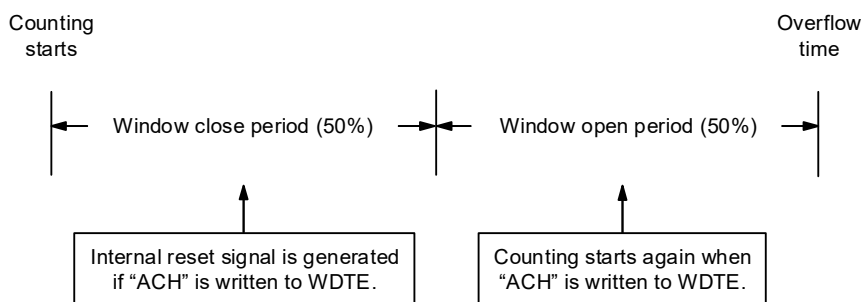 Counting
starts
Overflow
time
Window close period (50%)
Window open period (50%)
Internal reset signal is generated
if “ACH” is written to WDTE.
Counting starts again when
“ACH” is written to WDTE.